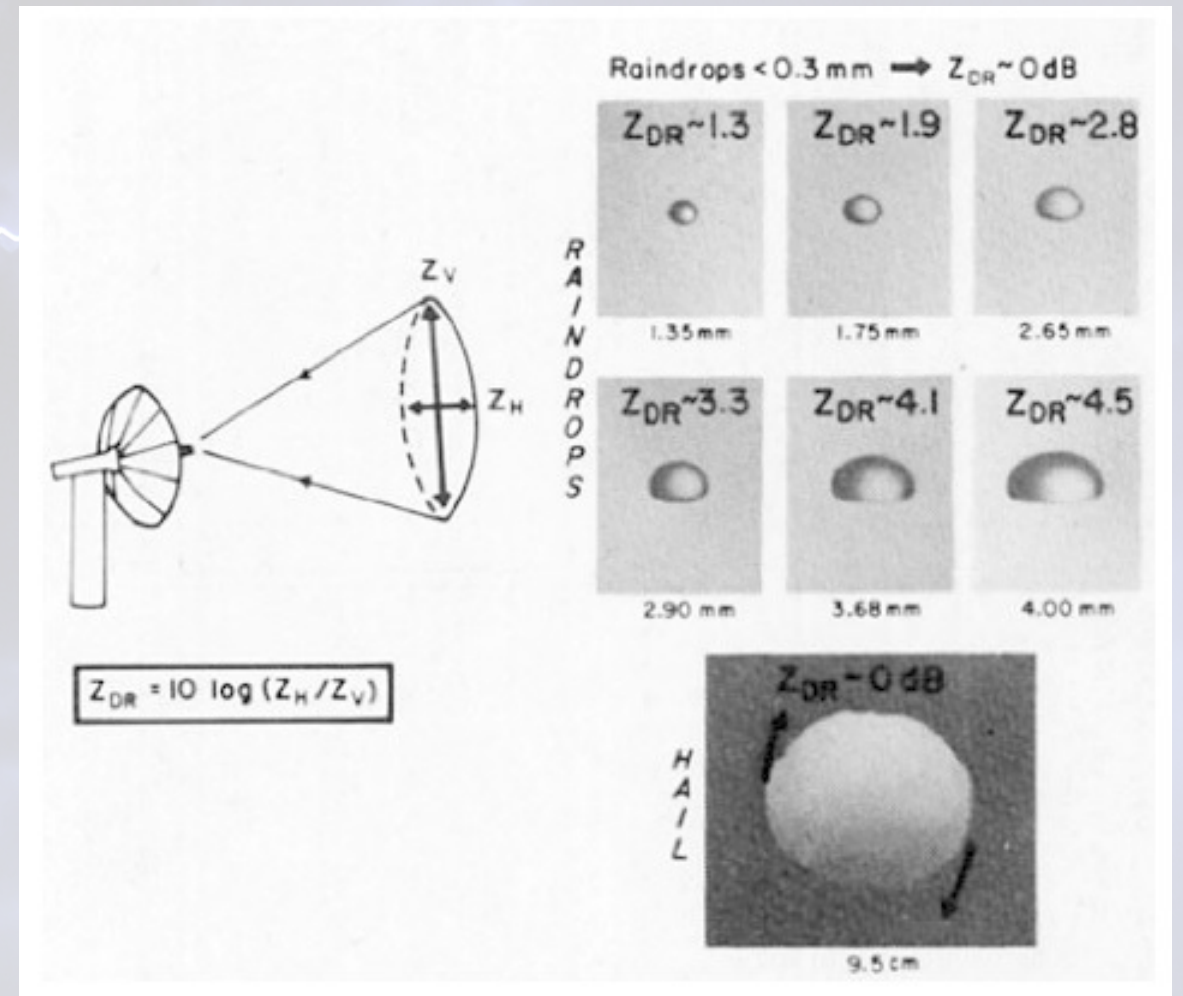 Raindrops < 0.3 mm → Z_DR ~ 0 dB
Z_DR~1.3
Z_DR~1.9
Z_DR~2.8
1.35 mm
1.75 mm
2.65 mm
RAINDROPS
Z_DR~3.3
Z_DR~4.1
Z_DR~4.5
2.90 mm
3.68 mm
4.00 mm
Z_V
Z_H
Z_DR = 10 log (Z_H/Z_V)
HAIL
Z_DR ~ 0 dB
9.5 cm